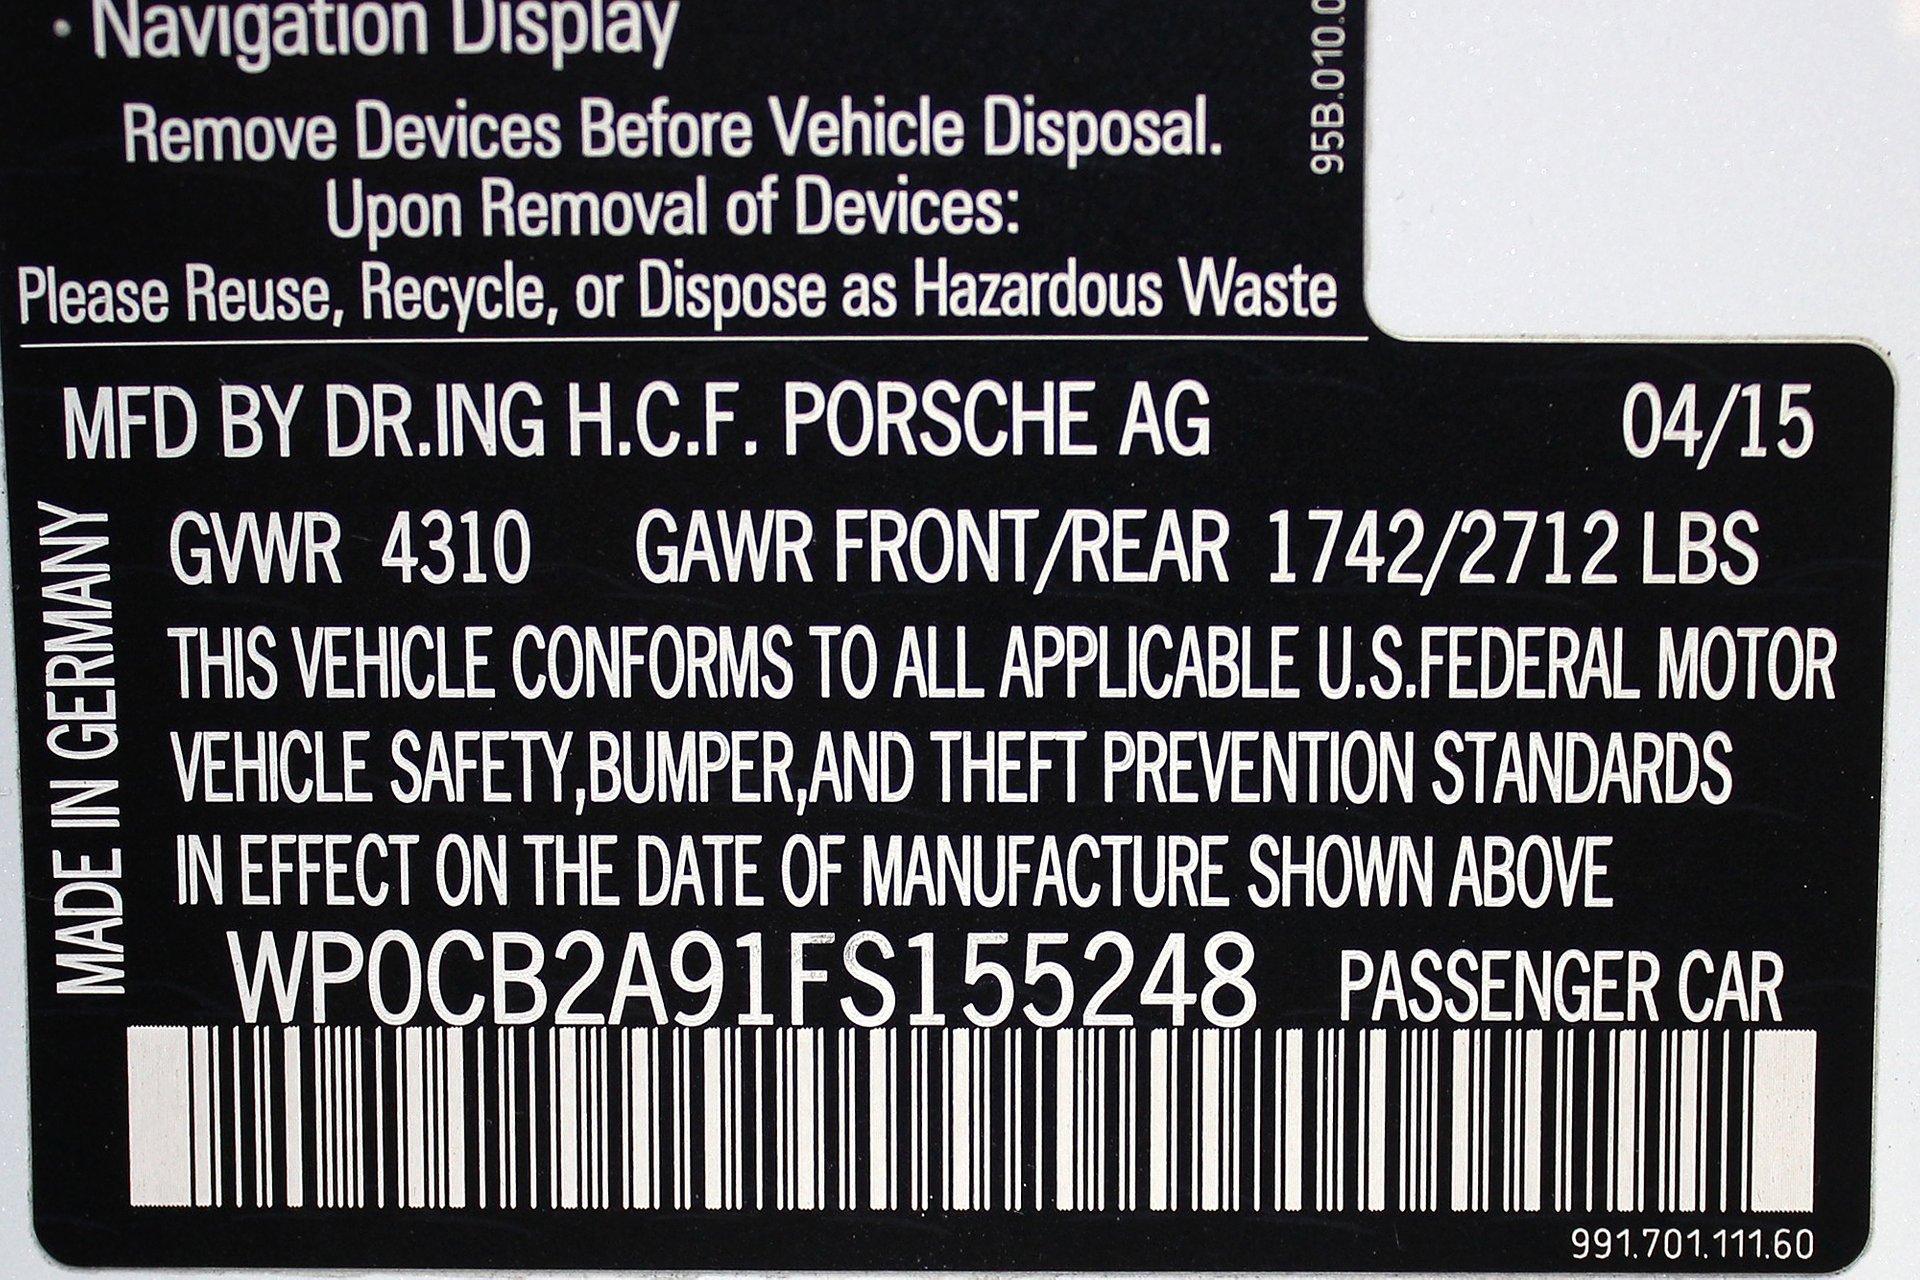 · Navigation Display
Remove Devices Before Vehicle Disposal.
Upon Removal of Devices:
Please Reuse, Recycle, or Dispose as Hazardous Waste
95B.010.0
MFD BY DR.ING H.C.F. PORSCHE AG 04/15
GVWR 4310 GAWR FRONT/REAR 1742/2712 LBS
THIS VEHICLE CONFORMS TO ALL APPLICABLE U.S.FEDERAL MOTOR
VEHICLE SAFETY,BUMPER,AND THEFT PREVENTION STANDARDS
IN EFFECT ON THE DATE OF MANUFACTURE SHOWN ABOVE
MADE IN GERMANY
WP0CB2A91FS155248 PASSENGER CAR
991.701.111.60